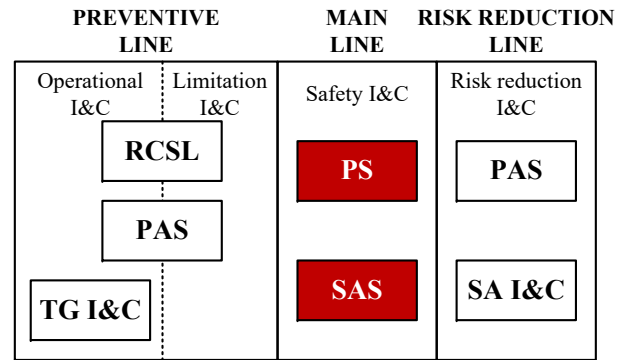 PREVENTIVE
LINE
MAIN
LINE
RISK REDUCTION
LINE
Operational
I&C
Limitation
I&C
Safety I&C
Risk reduction
I&C
RCSL
PS
PAS
PAS
TG I&C
SAS
SA I&C